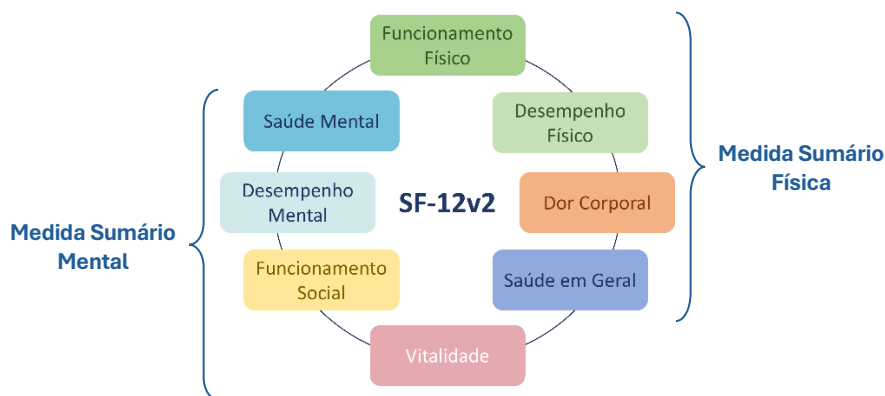 Funcionamento
Físico
Saúde Mental
Desempenho
Físico
Medida Sumário
Física
Desempenho
Mental
SF-12v2
Dor Corporal
Medida Sumário
Mental
Funcionamento
Social
Saúde em Geral
Vitalidade